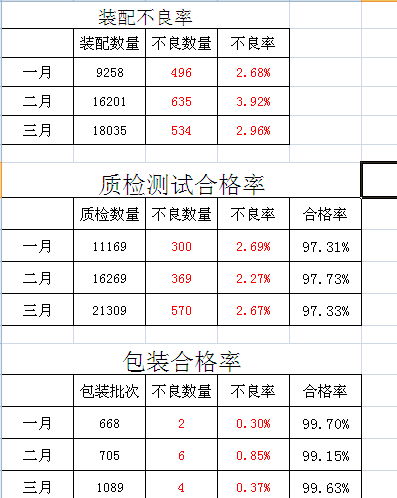 装配不良率
装配数量 不良数量 不良率
一月 9258 496 2.68%
二月 16201 635 3.92%
三月 18035 534 2.96%
质检测试合格率
质检数量 不良数量 不良率 合格率
一月 11169 300 2.69% 97.31%
二月 16269 369 2.27% 97.73%
三月 21309 570 2.67% 97.33%
包装合格率
包装批次 不良数量 不良率 合格率
一月 668 2 0.30% 99.70%
二月 705 6 0.85% 99.15%
三月 1089 4 0.37% 99.63%